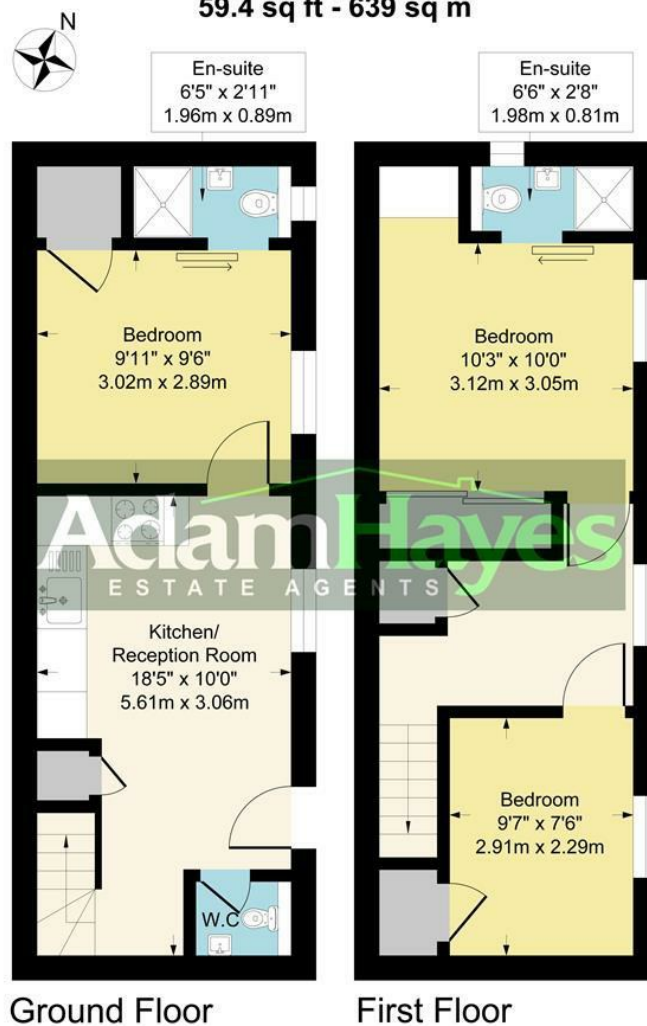 59.4 sq ft - 639 sq m
N
En-suite
6'5" x 2'11"
1.96m x 0.89m
En-suite
6'6" x 2'8"
1.98m x 0.81m
Bedroom
9'11" x 9'6"
3.02m x 2.89m
Bedroom
10'3" x 10'0"
3.12m x 3.05m
AdamHayes
ESTATE AGENTS
Kitchen/
Reception Room
18'5" x 10'0"
5.61m x 3.06m
Bedroom
9'7" x 7'6"
2.91m x 2.29m
W.C
Ground Floor
First Floor